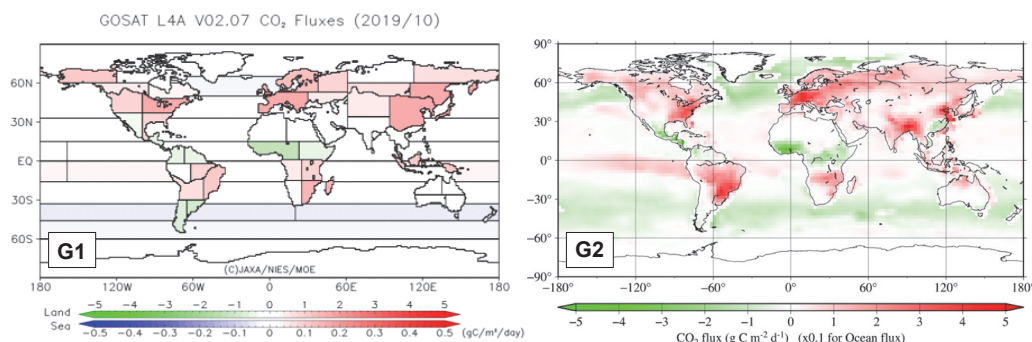 GOSAT L4A V02.07 CO₂ Fluxes (2019/10)
60N
30N
EQ
30S
60S
G1
(C)JAXA/NIES/MOE
180 120W 60W 0 60E 120E 180
Land -5 -4 -3 -2 -1 0 1 2 3 4 5
Sea -0.5 -0.4 -0.3 -0.2 -0.1 0 0.1 0.2 0.3 0.4 0.5 (gC/m²/day)
90°
60°
30°
0°
−30°
−60°
−90°
G2
−180° −120° −60° 0° 60° 120° 180°
−5 −4 −3 −2 −1 0 1 2 3 4 5
CO₂ flux (g C m⁻² d⁻¹) (x0.1 for Ocean flux)